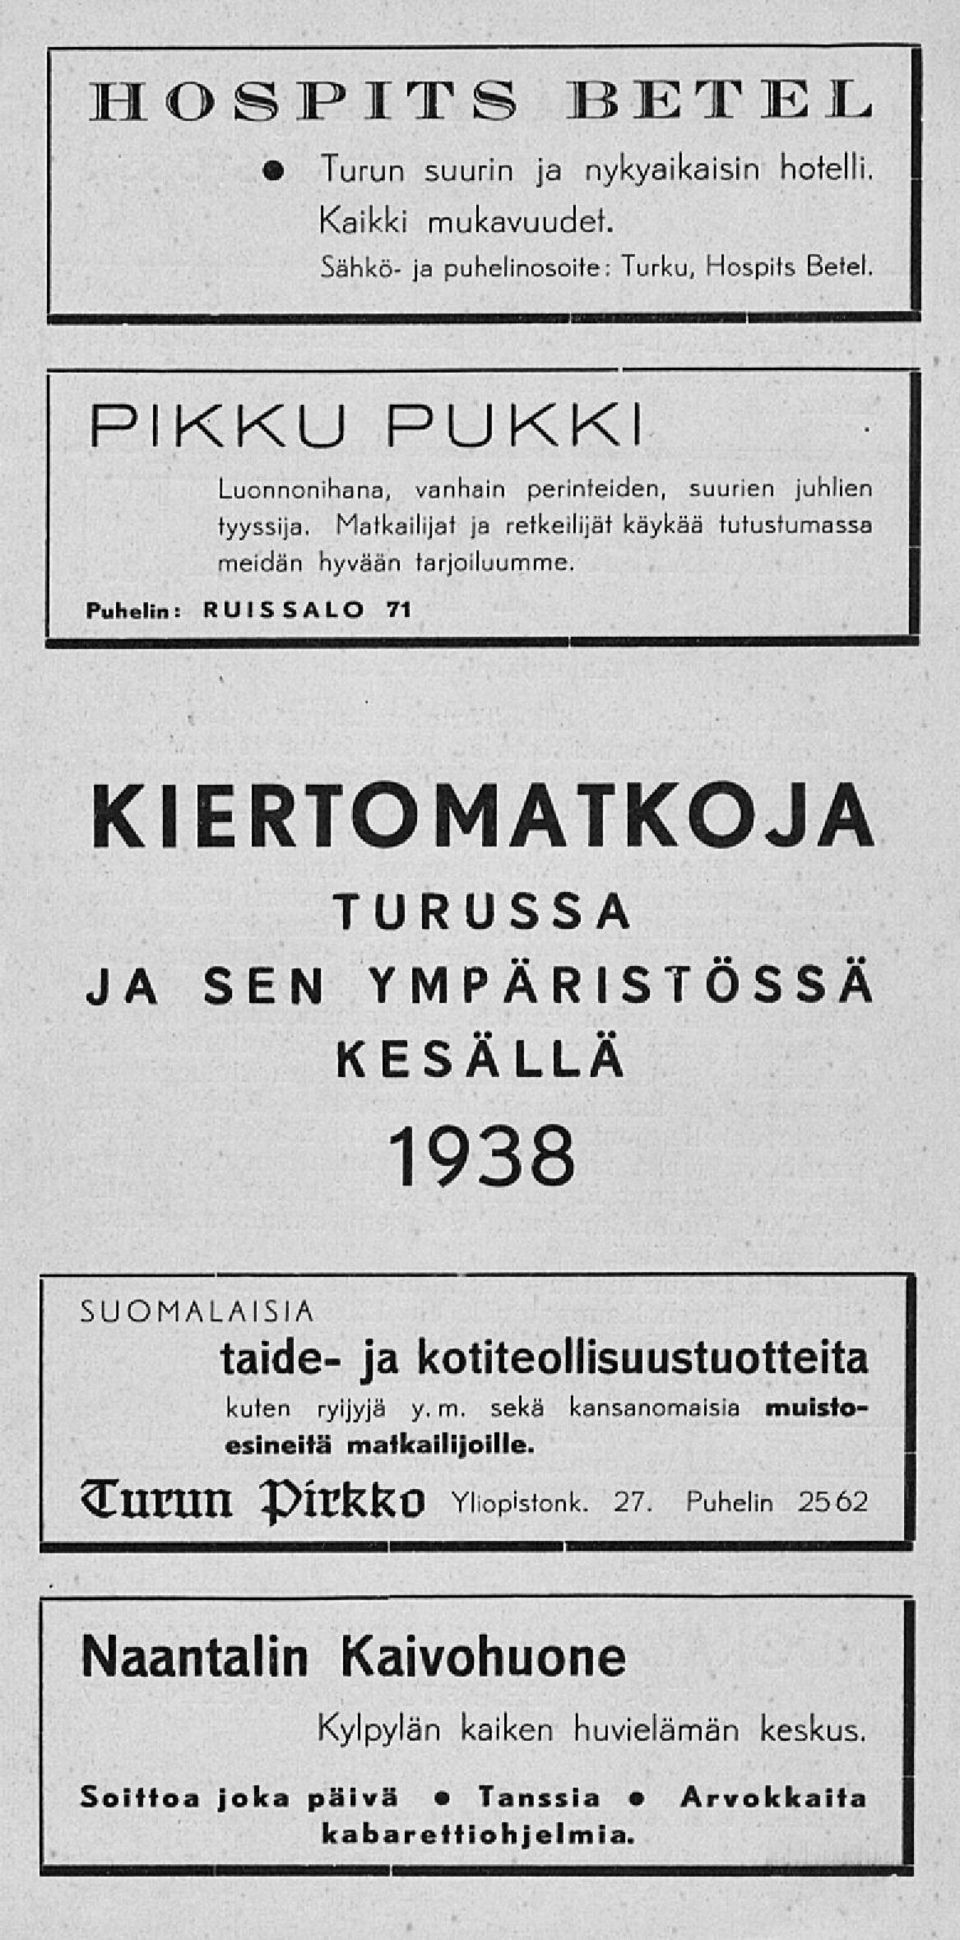 HOSPITS BETEL
• Turun suurin ja nykyaikaisin hotelli.
Kaikki mukavuudet.
Sähkö- ja puhelinosoite: Turku, Hospits Betel.
PIKKU PUKKI
Luonnonihana, vanhain perinteiden, suurien juhlien
tyyssija. Matkailijat ja retkeilijät käykää tutustumassa
meidän hyvään tarjoiluumme.
Puhelin: RUISSALO 71
KIERTOMATKOJA
TURUSSA
JA SEN YMPÄRISTÖSSÄ
KESÄLLÄ
1938
SUOMALAISIA
taide- ja kotiteollisuustuotteita
kuten ryijyjä y.m. sekä kansanomaisia muisto-
esineitä matkailijoille.
Turun Pirkko Yliopistonk. 27. Puhelin 2562
Naantalin Kaivohuone
Kylpylän kaiken huvielämän keskus.
Soittoa joka päivä • Tanssia • Arvokkaita
kabarettiohjelmia.